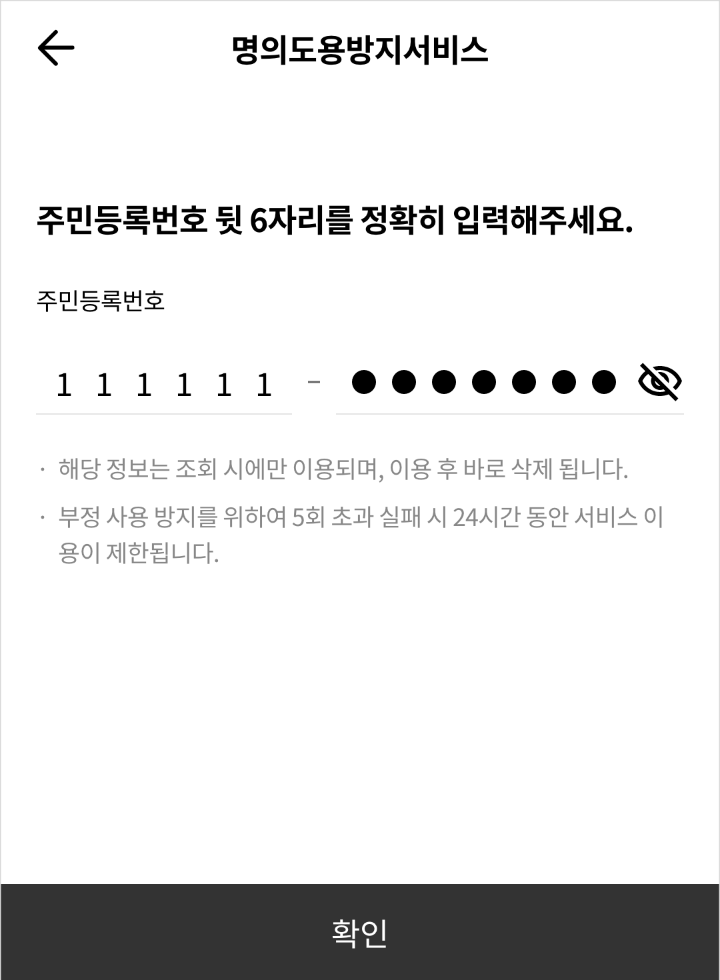 명의도용방지서비스
주민등록번호 뒷 6자리를 정확히 입력해주세요.
주민등록번호
1 1 1 1 1 1 - ●●●●●●●
· 해당 정보는 조회 시에만 이용되며, 이용 후 바로 삭제 됩니다.
· 부정 사용 방지를 위하여 5회 초과 실패 시 24시간 동안 서비스 이
용이 제한됩니다.
확인